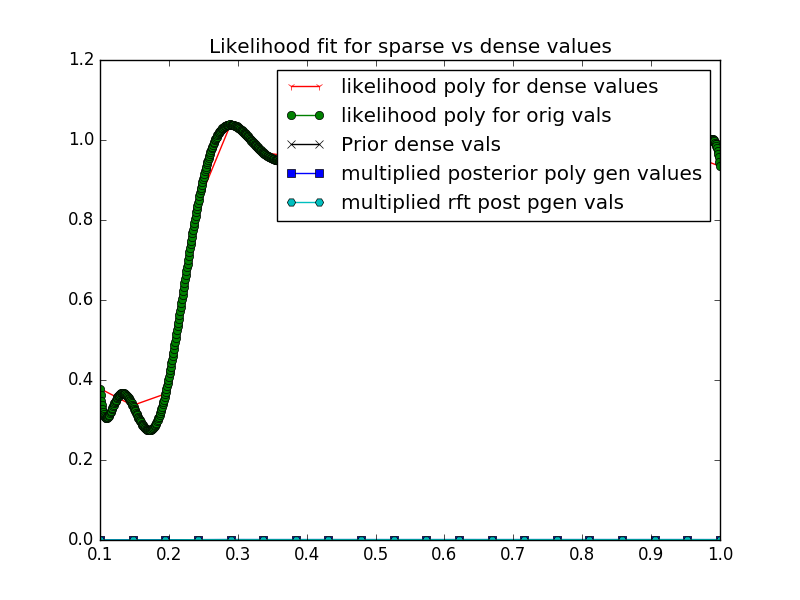 Likelihood fit for sparse vs dense values
1.2
1.0
0.8
0.6
0.4
0.2
0.0
likelihood poly for dense values
likelihood poly for orig vals
Prior dense vals
multiplied posterior poly gen values
multiplied rft post pgen vals
0.1 0.2 0.3 0.4 0.5 0.6 0.7 0.8 0.9 1.0